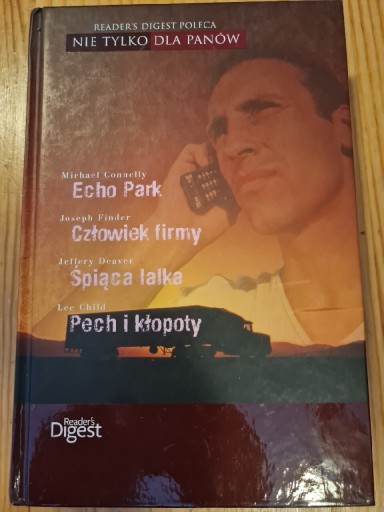 READER'S DIGEST POLECA
NIE TYLKO DLA PANÓW
Michael Connelly
Echo Park
Joseph Finder
Człowiek firmy
Jeffery Deaver
Śpiąca lalka
Lee Child
Pech i kłopoty
Reader's
Digest